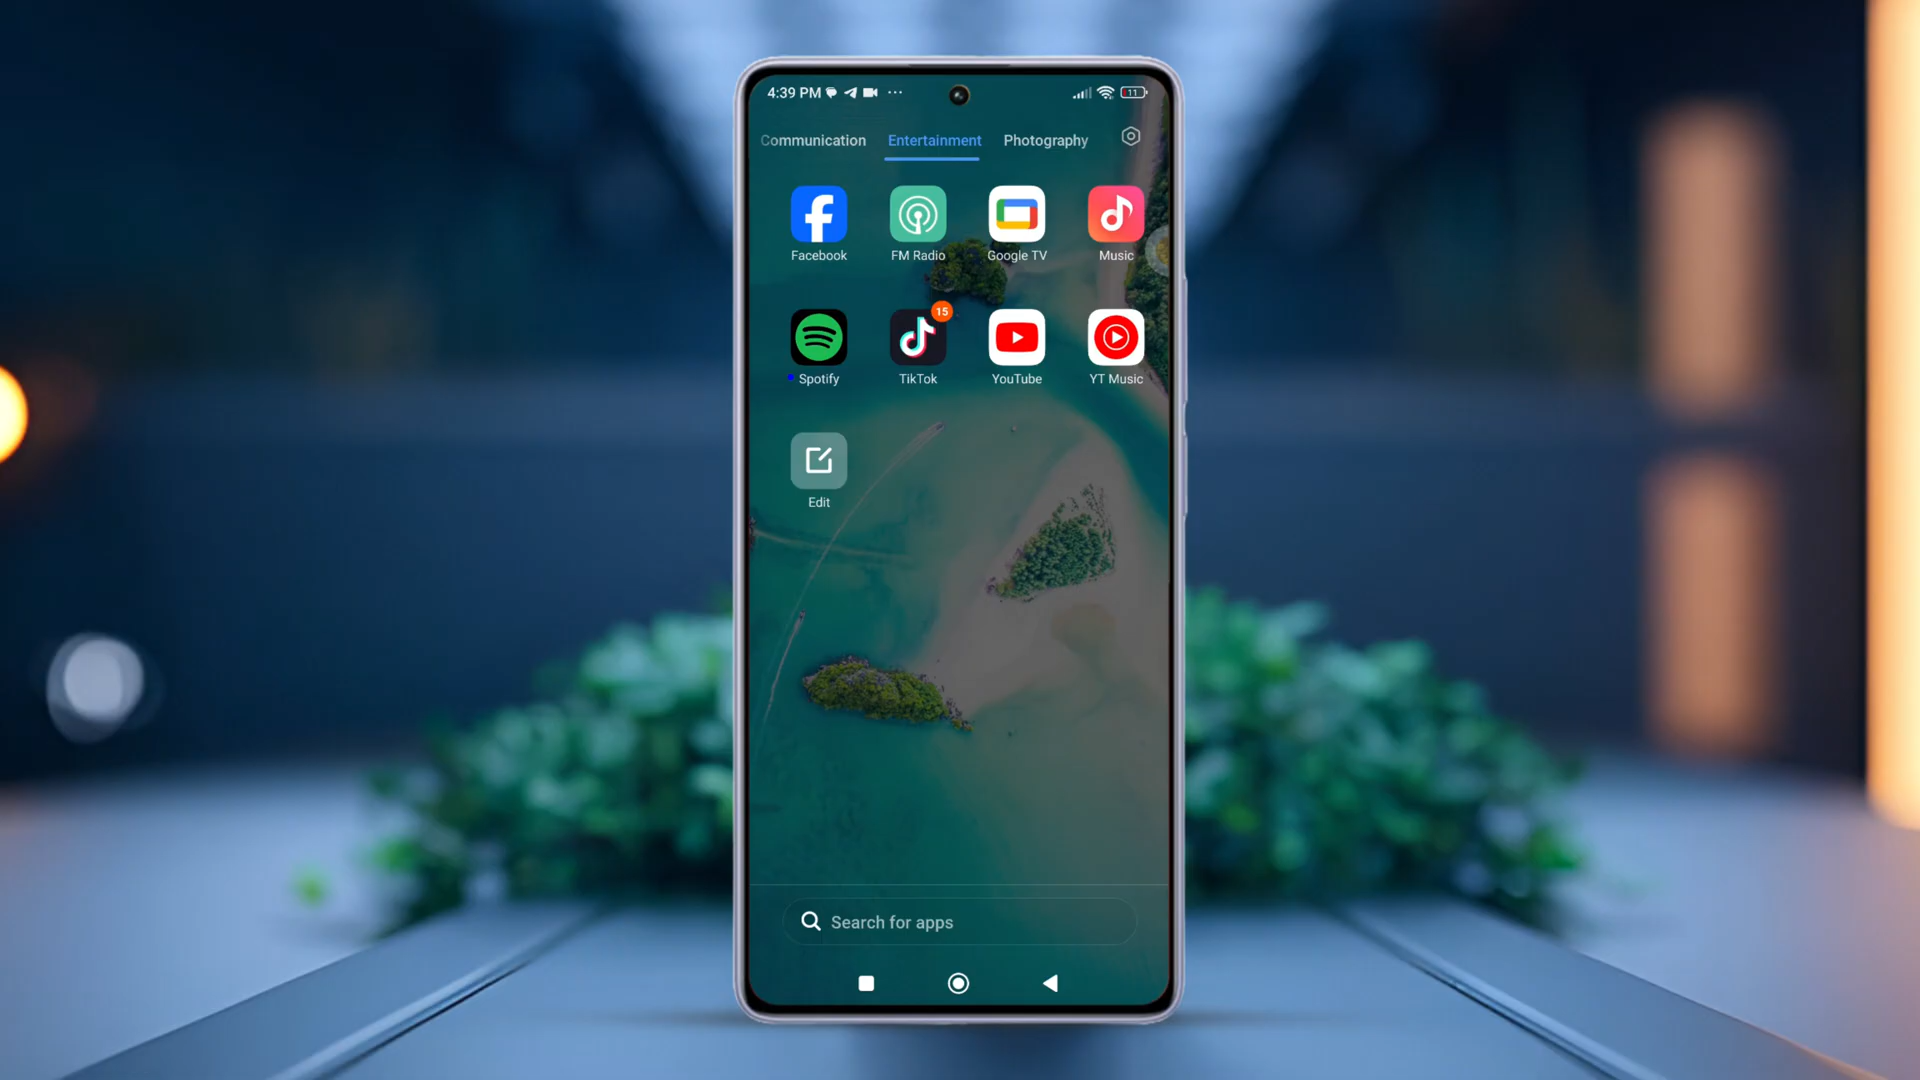 4:39 PM ... 11
Communication Entertainment Photography
Facebook FM Radio Google TV Music
15
Spotify TikTok YouTube YT Music
Edit
Search for apps